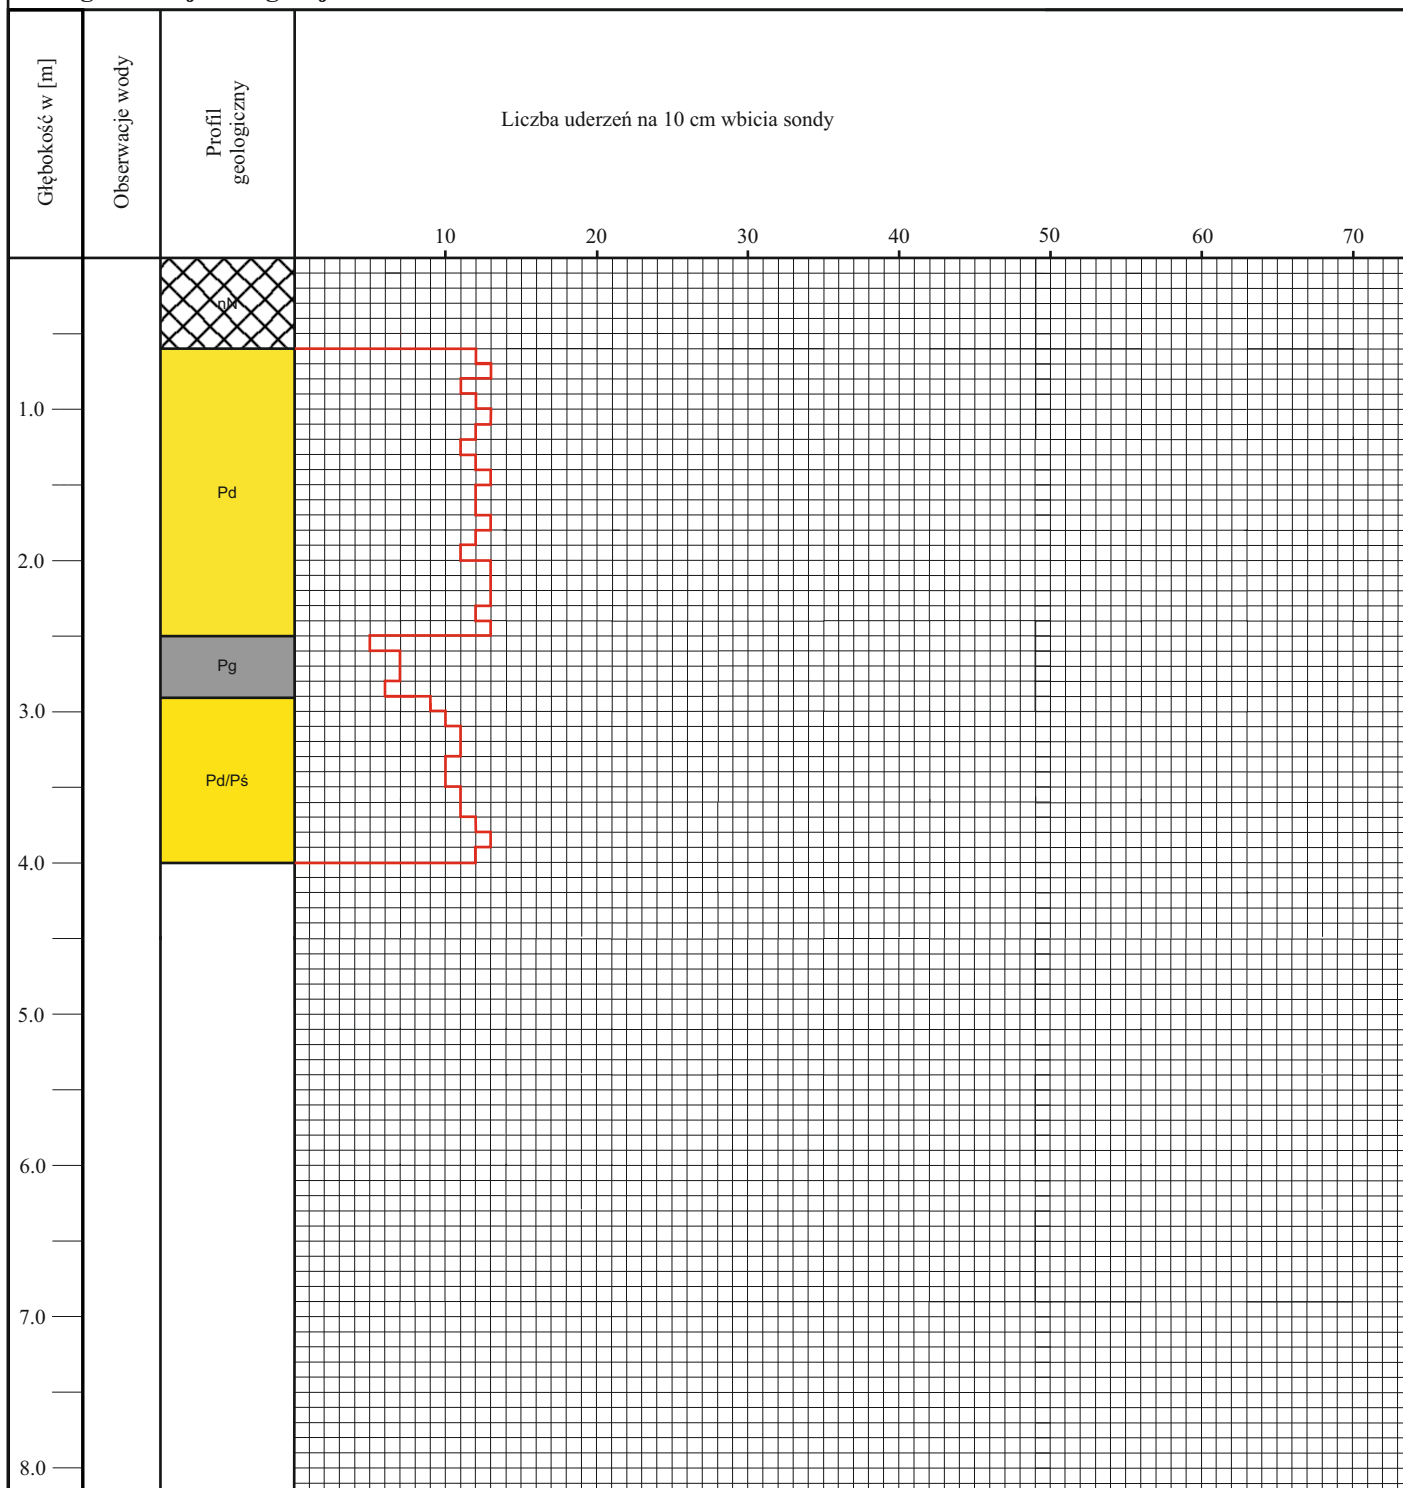 Głębokość w [m]
Obserwacje wody
Profil
geologiczny
Liczba uderzeń na 10 cm wbicia sondy
10 20 30 40 50 60 70
nN
1.0
Pd
2.0
Pg
3.0
Pd/Pś
4.0
5.0
6.0
7.0
8.0